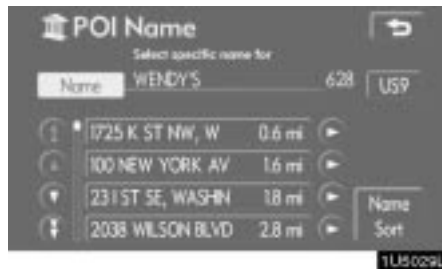 POI Name
Select specific name for
Name WENDY'S 628 US9
1725 K ST NW, W 0.6 mi
100 NEW YORK AV 1.6 mi
231 ST SE, WASHIN 1.8 mi
2038 WILSON BLVD 2.8 mi
Name
Sort
1U5029L